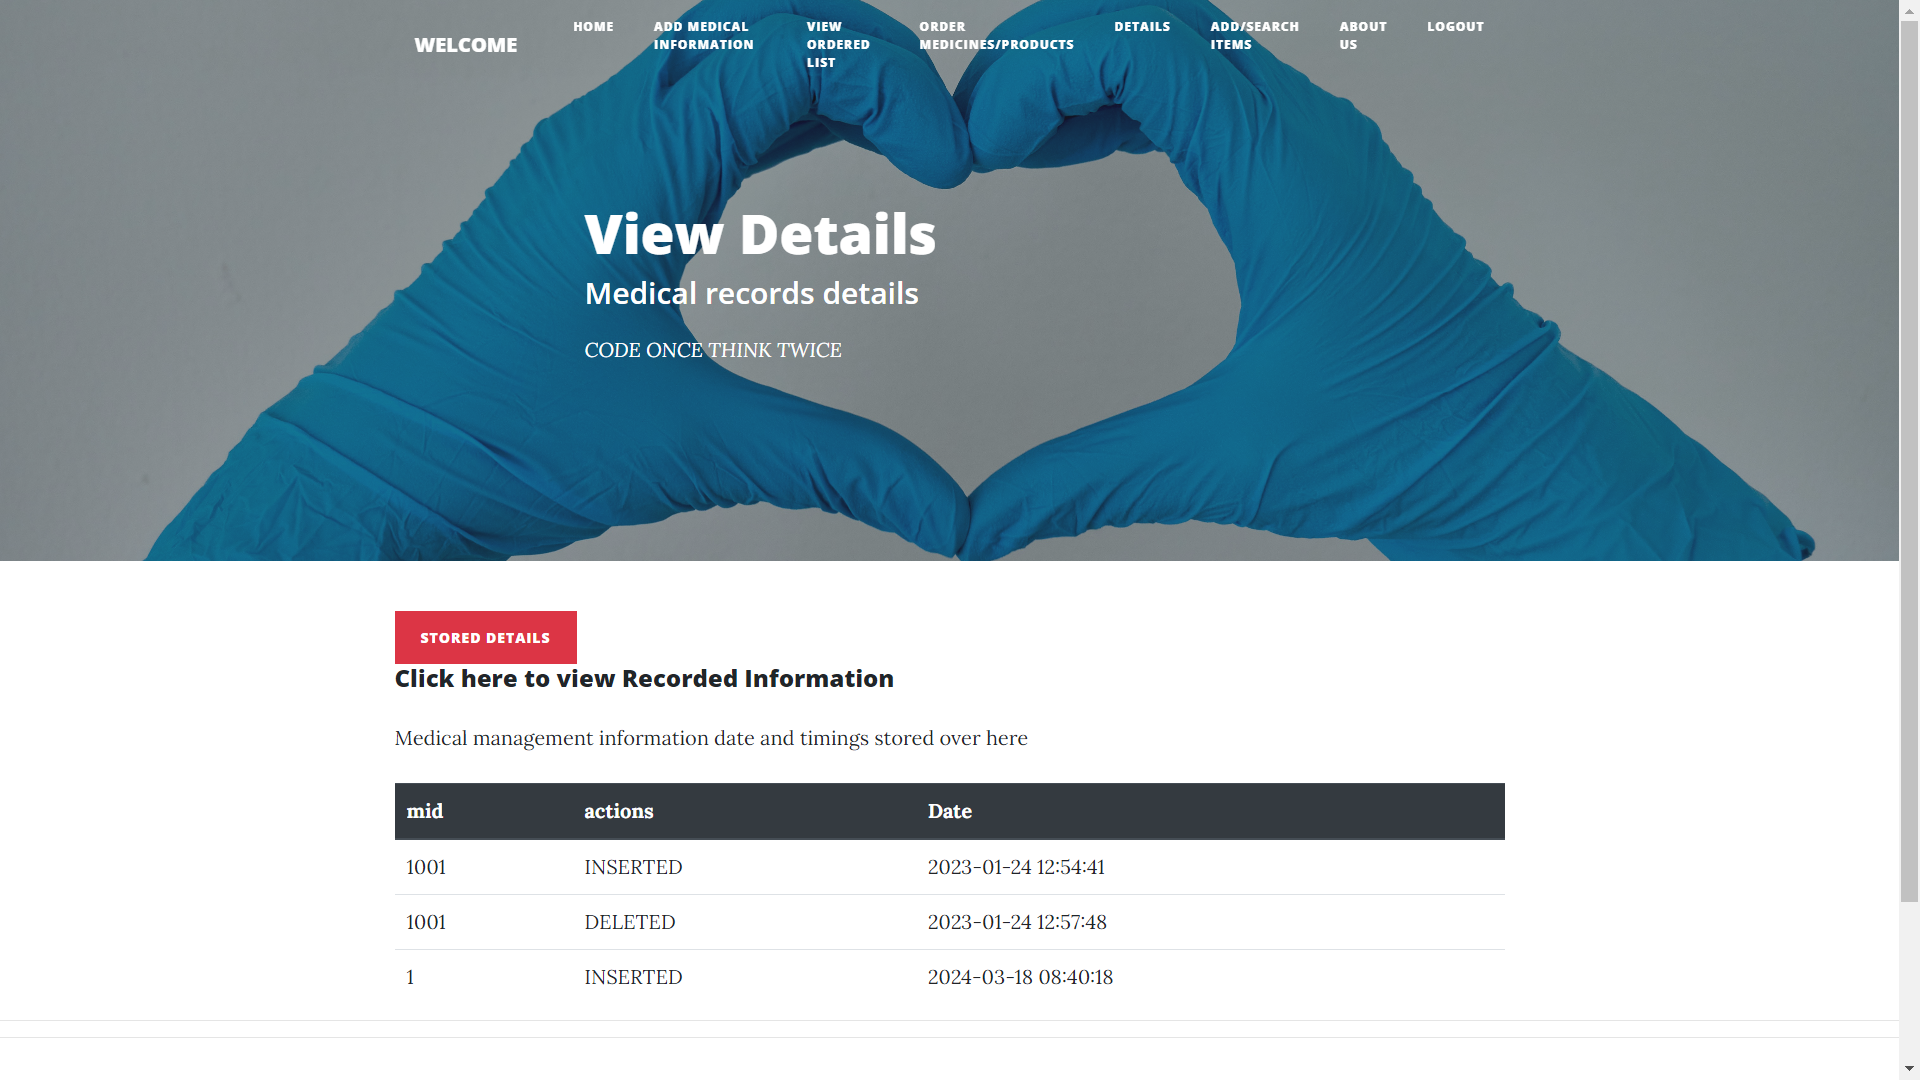 WELCOME
HOME
ADD MEDICAL
INFORMATION
VIEW
ORDERED
LIST
ORDER
MEDICINES/PRODUCTS
DETAILS
ADD/SEARCH
ITEMS
ABOUT
US
LOGOUT
View Details
Medical records details
CODE ONCE THINK TWICE
STORED DETAILS
Click here to view Recorded Information
Medical management information date and timings stored over here
mid actions Date
1001 INSERTED 2023-01-24 12:54:41
1001 DELETED 2023-01-24 12:57:48
1 INSERTED 2024-03-18 08:40:18